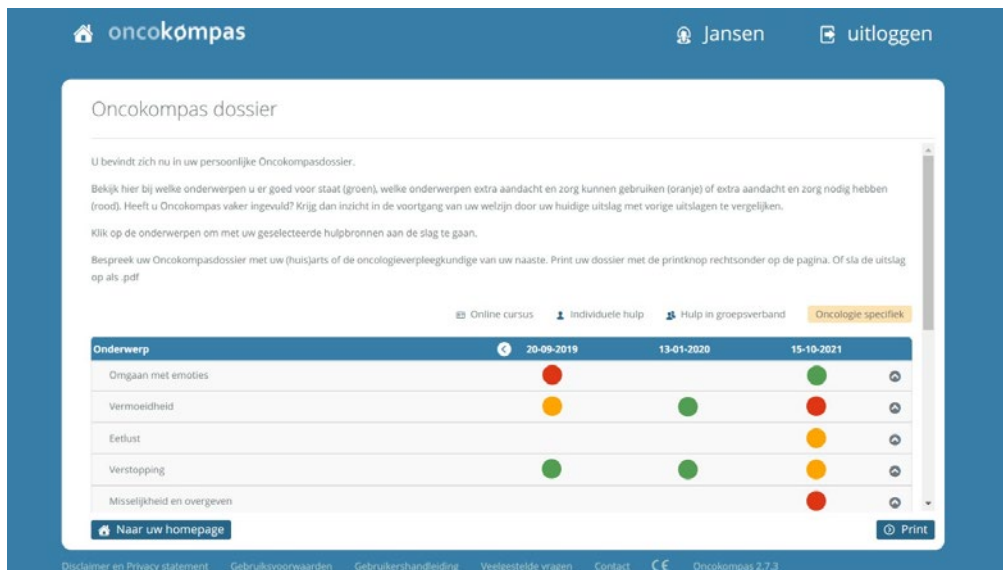 oncokompas
Jansen
uitloggen
Oncokompas dossier
U bevindt zich nu in uw persoonlijke Oncokompasdossier.
Bekijk hier bij welke onderwerpen u er goed voor staat (groen), welke onderwerpen extra aandacht en zorg kunnen gebruiken (oranje) of extra aandacht en zorg nodig hebben
(rood). Heeft u Oncokompas vaker ingevuld? Krijg dan inzicht in de voortgang van uw welzijn door uw huidige uitslag met vorige uitslagen te vergelijken.
Klik op de onderwerpen om met uw geselecteerde hulpbronnen aan de slag te gaan.
Bespreek uw Oncokompasdossier met uw (huis)arts of de oncologieverpleegkundige van uw naaste. Print uw dossier met de printknop rechtsonder op de pagina. Of sla de uitslag
op als .pdf
Online cursus Individuele hulp Hulp in groepsverband Oncologie specifiek
Onderwerp 20-09-2019 13-01-2020 15-10-2021
Omgaan met emoties
Vermoeidheid
Eetlust
Verstopping
Misselijkheid en overgeven
Naar uw homepage
Print
Disclaimer en Privacy statement Gebruiksvoorwaarden Gebruikershandleiding Veelgestelde vragen Contact CE Oncokompas 2.7.3